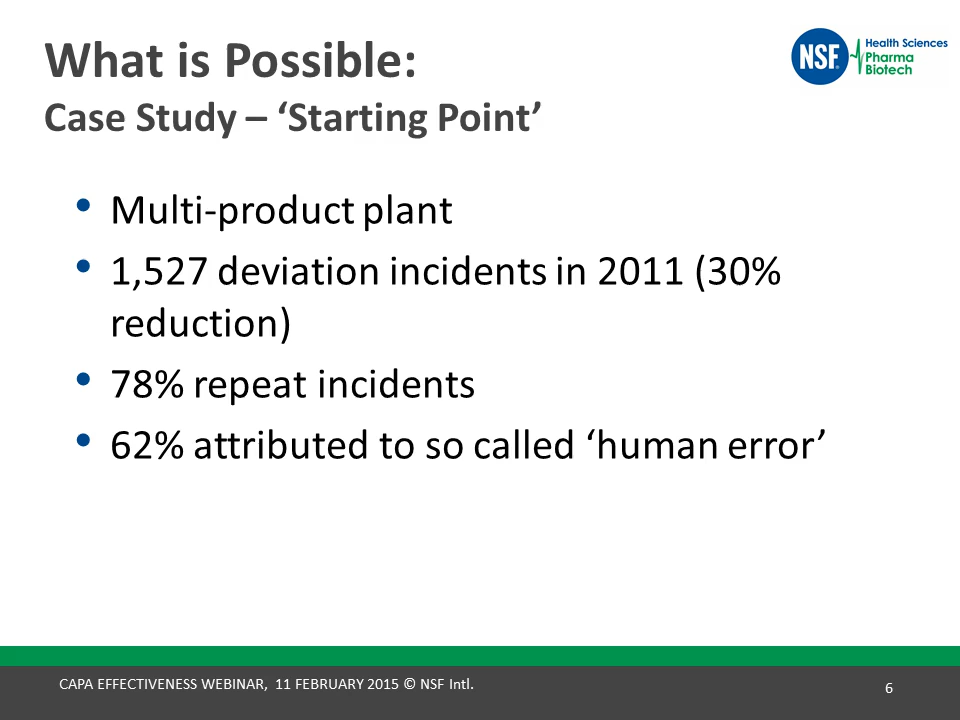 What is Possible:
Case Study – ‘Starting Point’
NSF
Health Sciences
Pharma
Biotech
• Multi-product plant
• 1,527 deviation incidents in 2011 (30%
reduction)
• 78% repeat incidents
• 62% attributed to so called ‘human error’
CAPA EFFECTIVENESS WEBINAR, 11 FEBRUARY 2015 © NSF Intl.
6